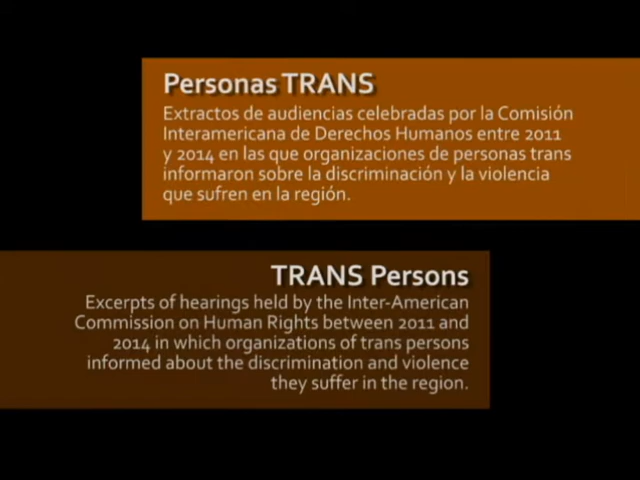 Personas TRANS
Extractos de audiencias celebradas por la Comisión
Interamericana de Derechos Humanos entre 2011
y 2014 en las que organizaciones de personas trans
informaron sobre la discriminación y la violencia
que sufren en la región.
TRANS Persons
Excerpts of hearings held by the Inter-American
Commission on Human Rights between 2011 and
2014 in which organizations of trans persons
informed about the discrimination and violence
they suffer in the region.